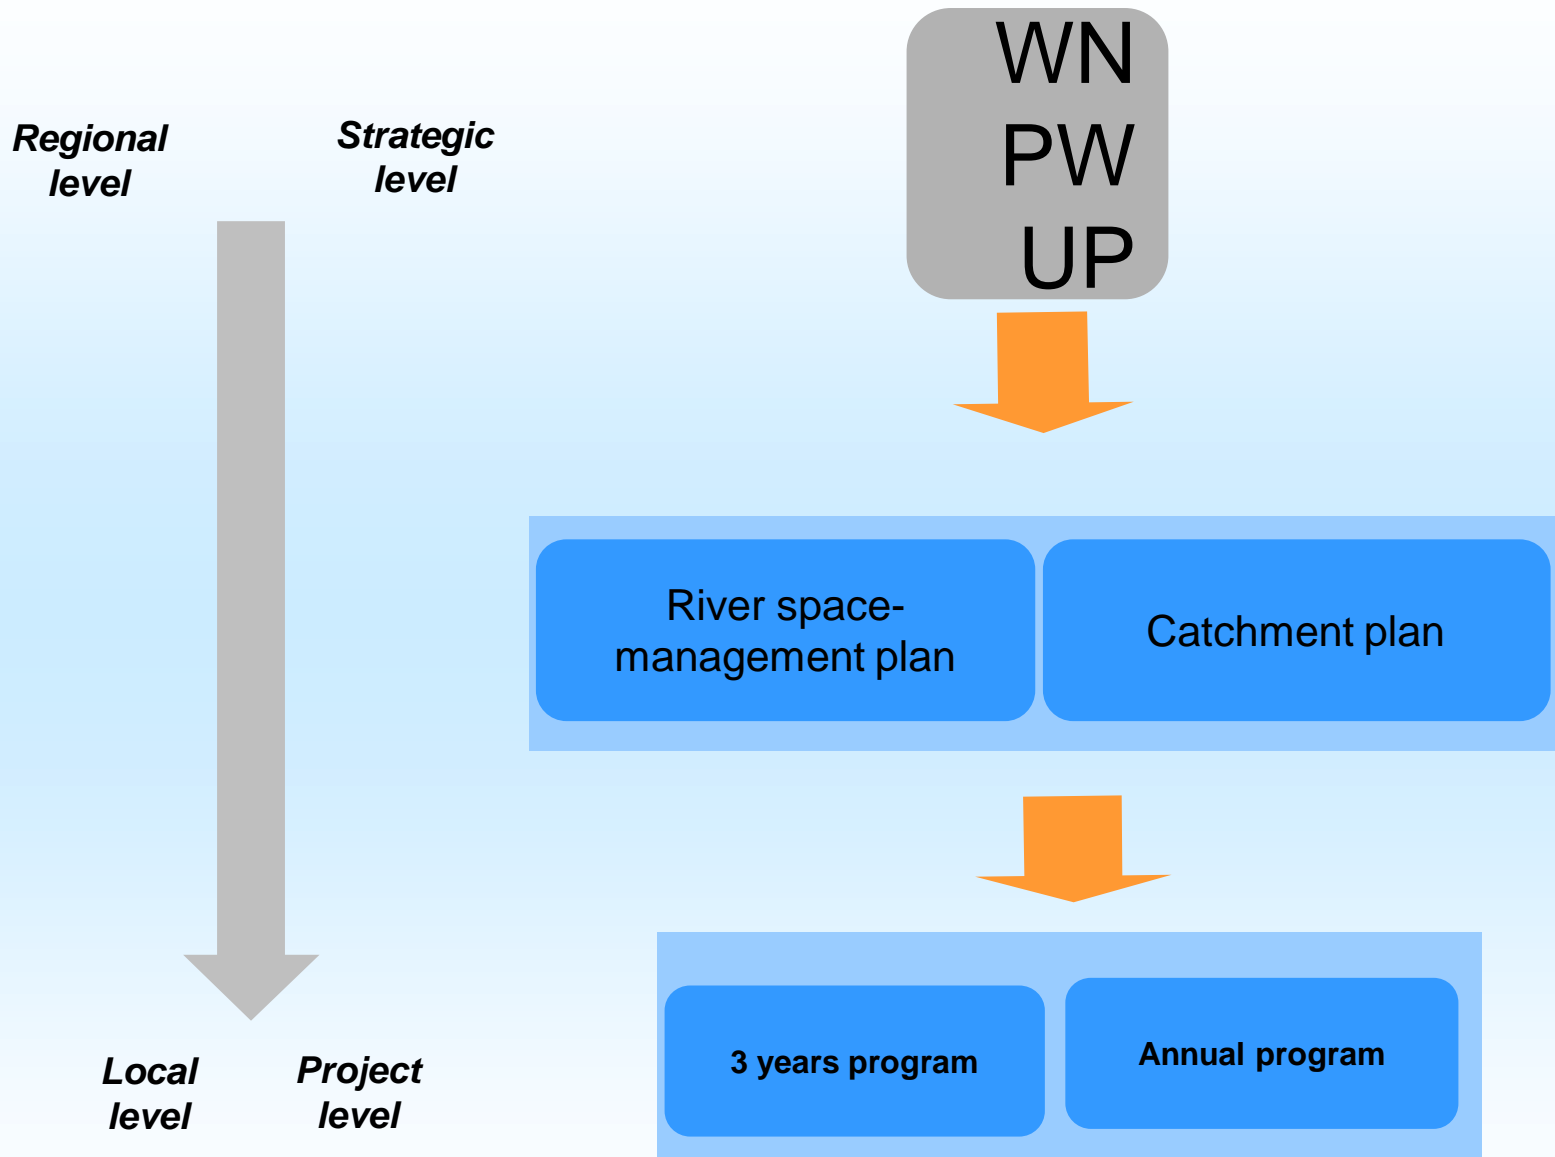 WN
PW
UP
Regional
level
Strategic
level
River space-
management plan
Catchment plan
3 years program
Annual program
Local
level
Project
level